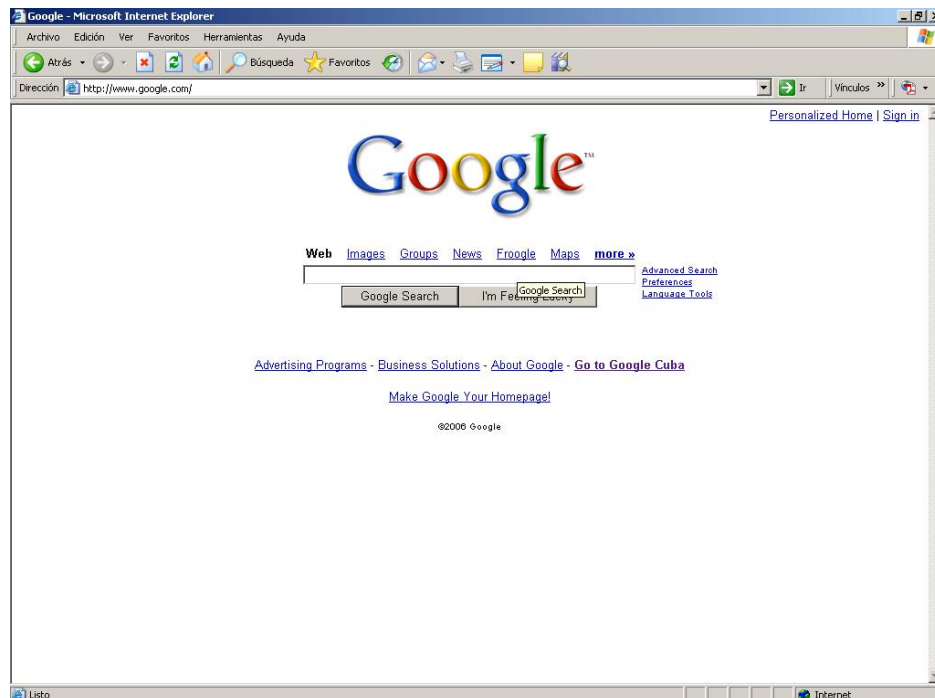 Google - Microsoft Internet Explorer
Archivo Edición Ver Favoritos Herramientas Ayuda
Atrás Búsqueda Favoritos
Dirección http://www.google.com/ Ir Vínculos »
Personalized Home | Sign in
Google™
Web Images Groups News Froogle Maps more »
Advanced Search
Preferences
Language Tools
Google Search I'm Feeling Lucky
Google Search
Advertising Programs - Business Solutions - About Google - Go to Google Cuba
Make Google Your Homepage!
©2006 Google
Listo Internet